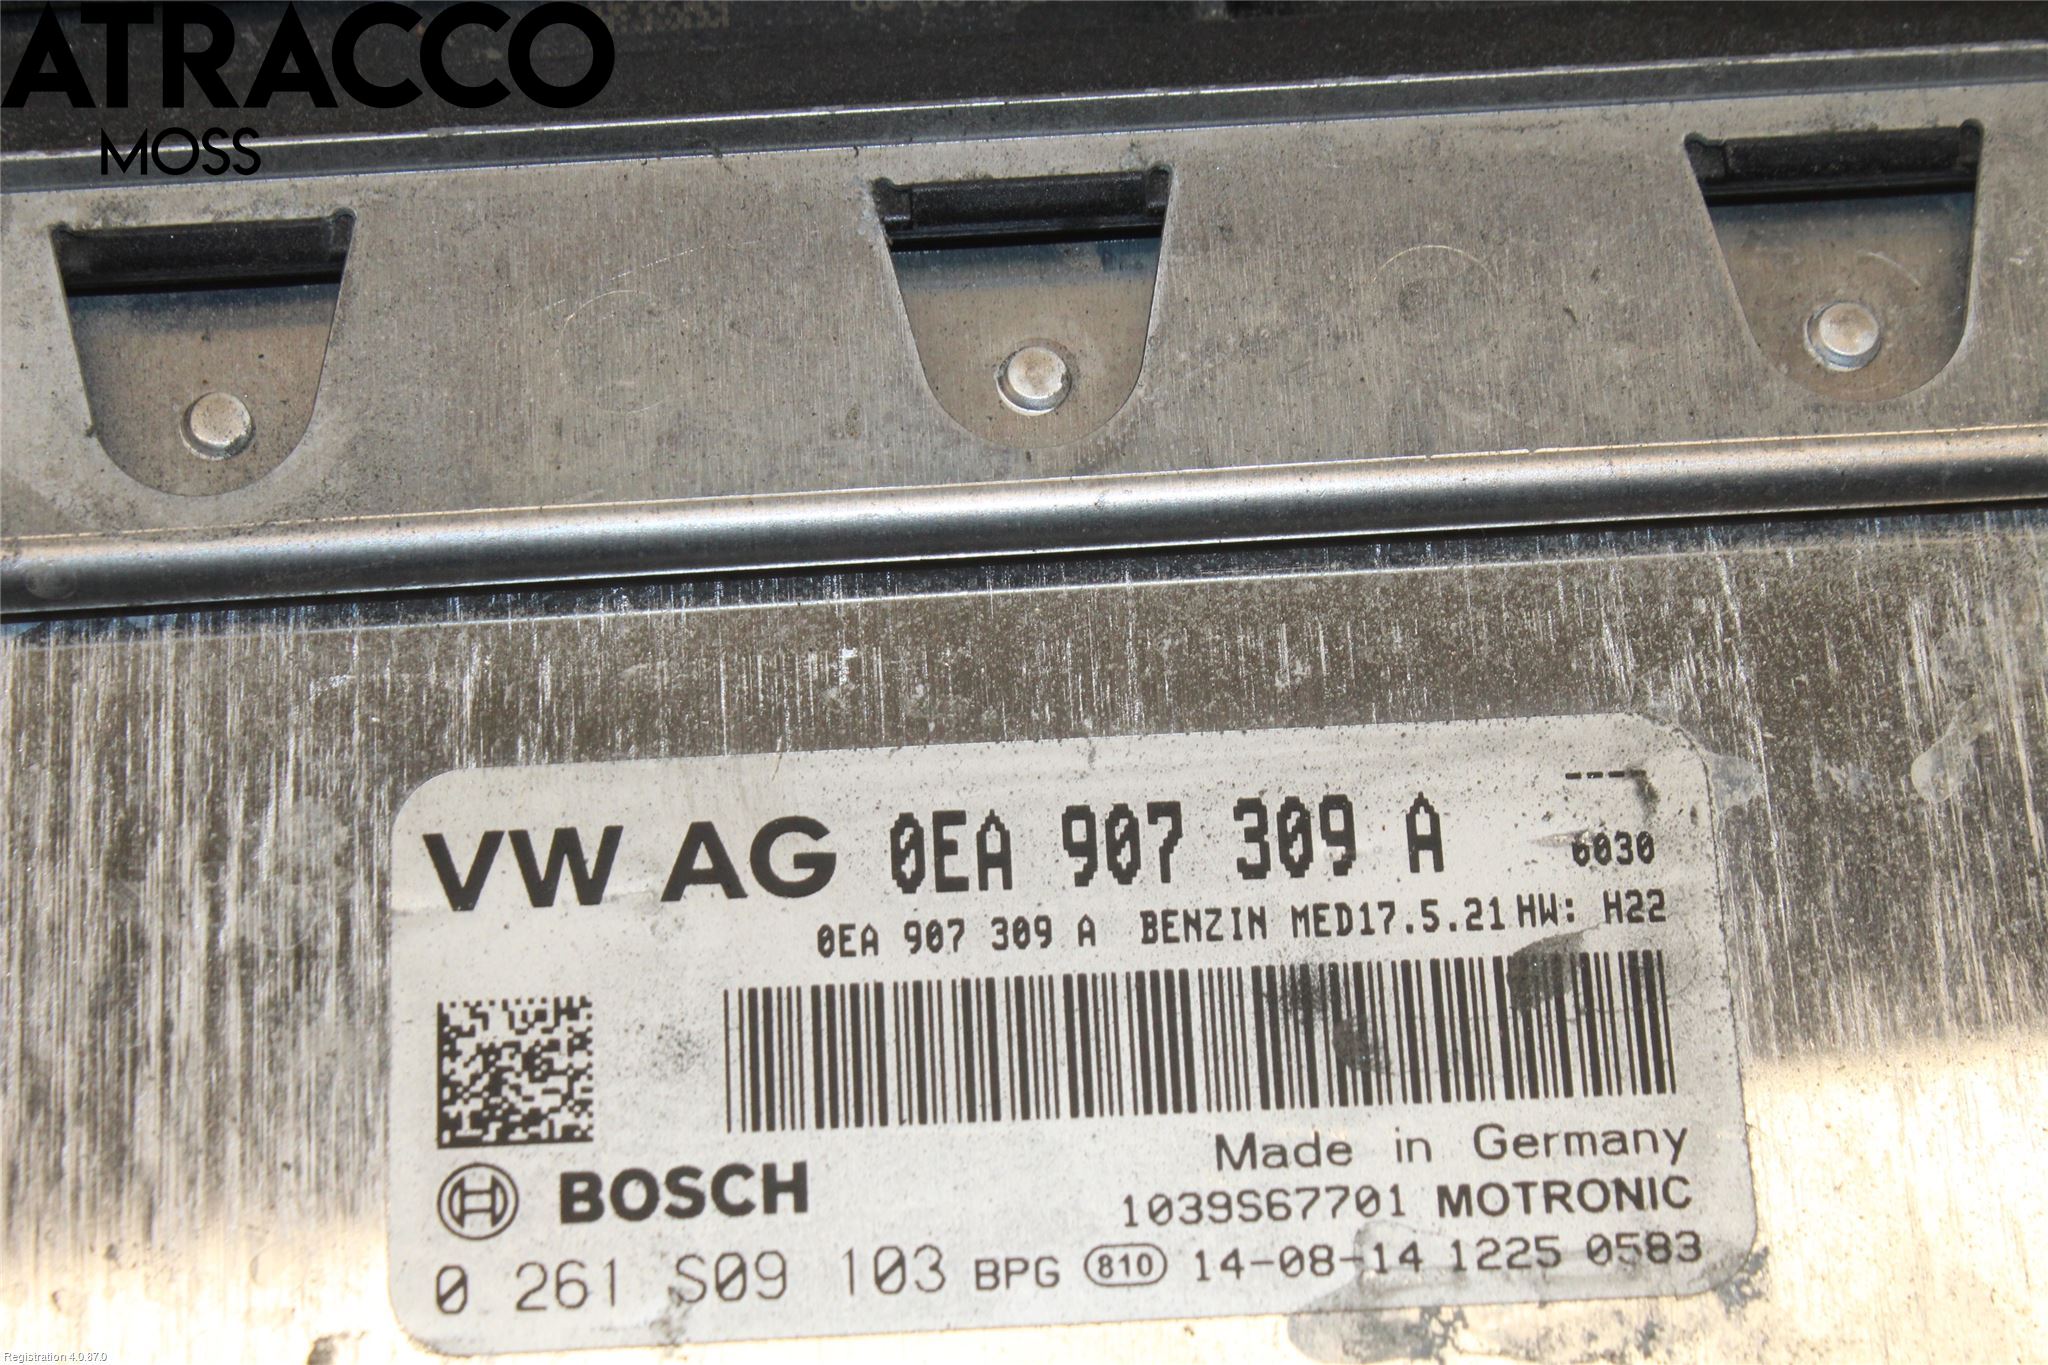 ATRACCO
MOSS
----
VW AG 0EA 907 309 A 6030
0EA 907 309 A BENZIN MED17.5.21 HW: H22
Made in Germany
BOSCH
1039S67701 MOTRONIC
0 261 S09 103 BPG 810 14-08-14 1225 0583
Registration 4.0.87.0